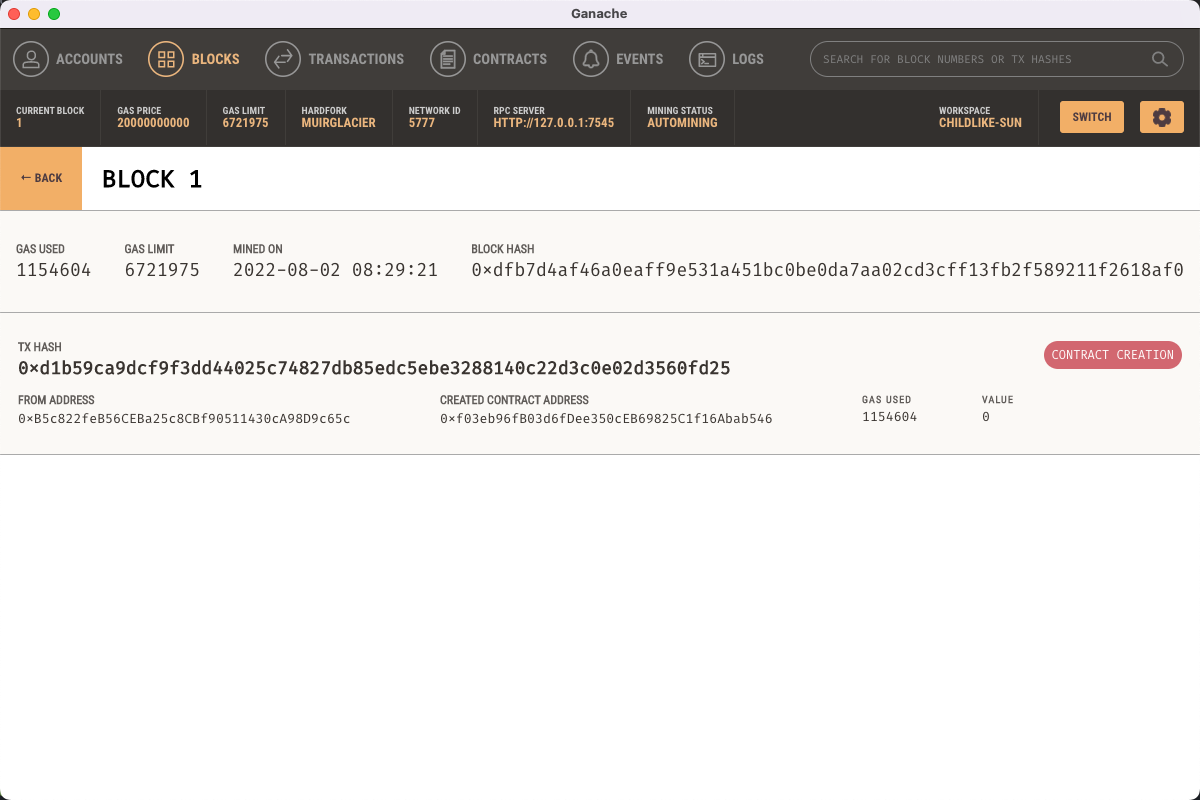 Ganache
ACCOUNTS BLOCKS TRANSACTIONS CONTRACTS EVENTS LOGS SEARCH FOR BLOCK NUMBERS OR TX HASHES
CURRENT BLOCK GAS PRICE GAS LIMIT HARDFORK NETWORK ID RPC SERVER MINING STATUS WORKSPACE
1 20000000000 6721975 MUIRGLACIER 5777 HTTP://127.0.0.1:7545 AUTOMINING CHILDLIKE-SUN SWITCH
← BACK BLOCK 1
GAS USED GAS LIMIT MINED ON BLOCK HASH
1154604 6721975 2022-08-02 08:29:21 0×dfb7d4af46a0eaff9e531a451bc0be0da7aa02cd3cff13fb2f589211f2618af0
TX HASH
0×d1b59ca9dcf9f3dd44025c74827db85edc5ebe3288140c22d3c0e02d3560fd25 CONTRACT CREATION
FROM ADDRESS CREATED CONTRACT ADDRESS GAS USED VALUE
0×B5c822feB56CEBa25c8CBf90511430cA98D9c65c 0×f03eb96fB03d6fDee350cEB69825C1f16Abab546 1154604 0